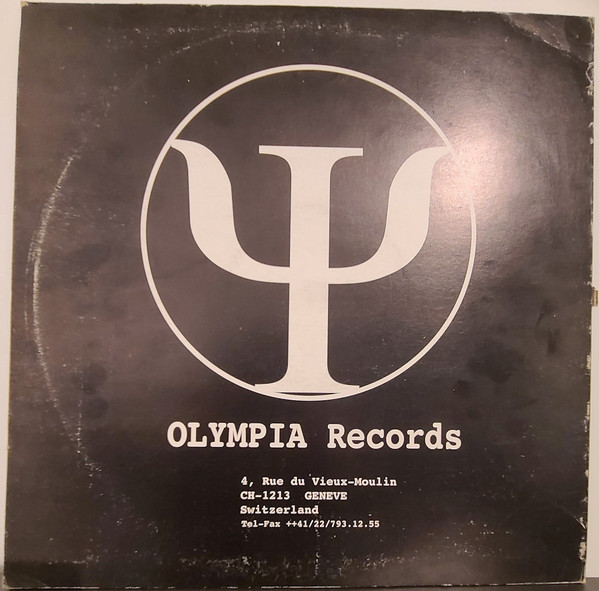 Ψ
OLYMPIA Records
4, Rue du Vieux-Moulin
CH-1213 GENEVE
Switzerland
Tel-Fax ++41/22/793.12.55